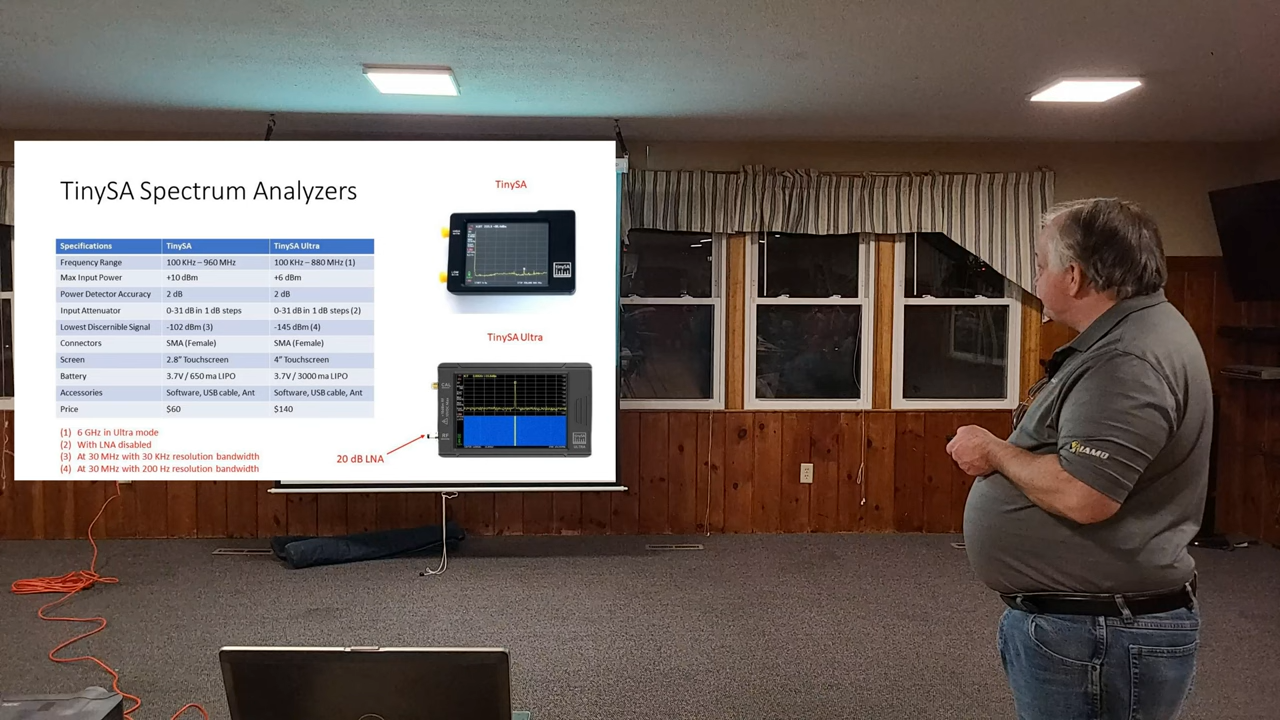 TinySA Spectrum Analyzers
TinySA
Specifications TinySA TinySA Ultra
Frequency Range 100 KHz – 960 MHz 100 KHz – 880 MHz (1)
Max Input Power +10 dBm +6 dBm
Power Detector Accuracy 2 dB 2 dB
Input Attenuator 0-31 dB in 1 dB steps 0-31 dB in 1 dB steps (2)
Lowest Discernible Signal -102 dBm (3) -145 dBm (4)
Connectors SMA (Female) SMA (Female)
Screen 2.8" Touchscreen 4" Touchscreen
Battery 3.7V / 650 ma LIPO 3.7V / 3000 ma LIPO
Accessories Software, USB cable, Ant Software, USB cable, Ant
Price $60 $140
(1) 6 GHz in Ultra mode
(2) With LNA disabled
(3) At 30 MHz with 30 KHz resolution bandwidth
(4) At 30 MHz with 200 Hz resolution bandwidth
TinySA Ultra
20 dB LNA
CAL
RF